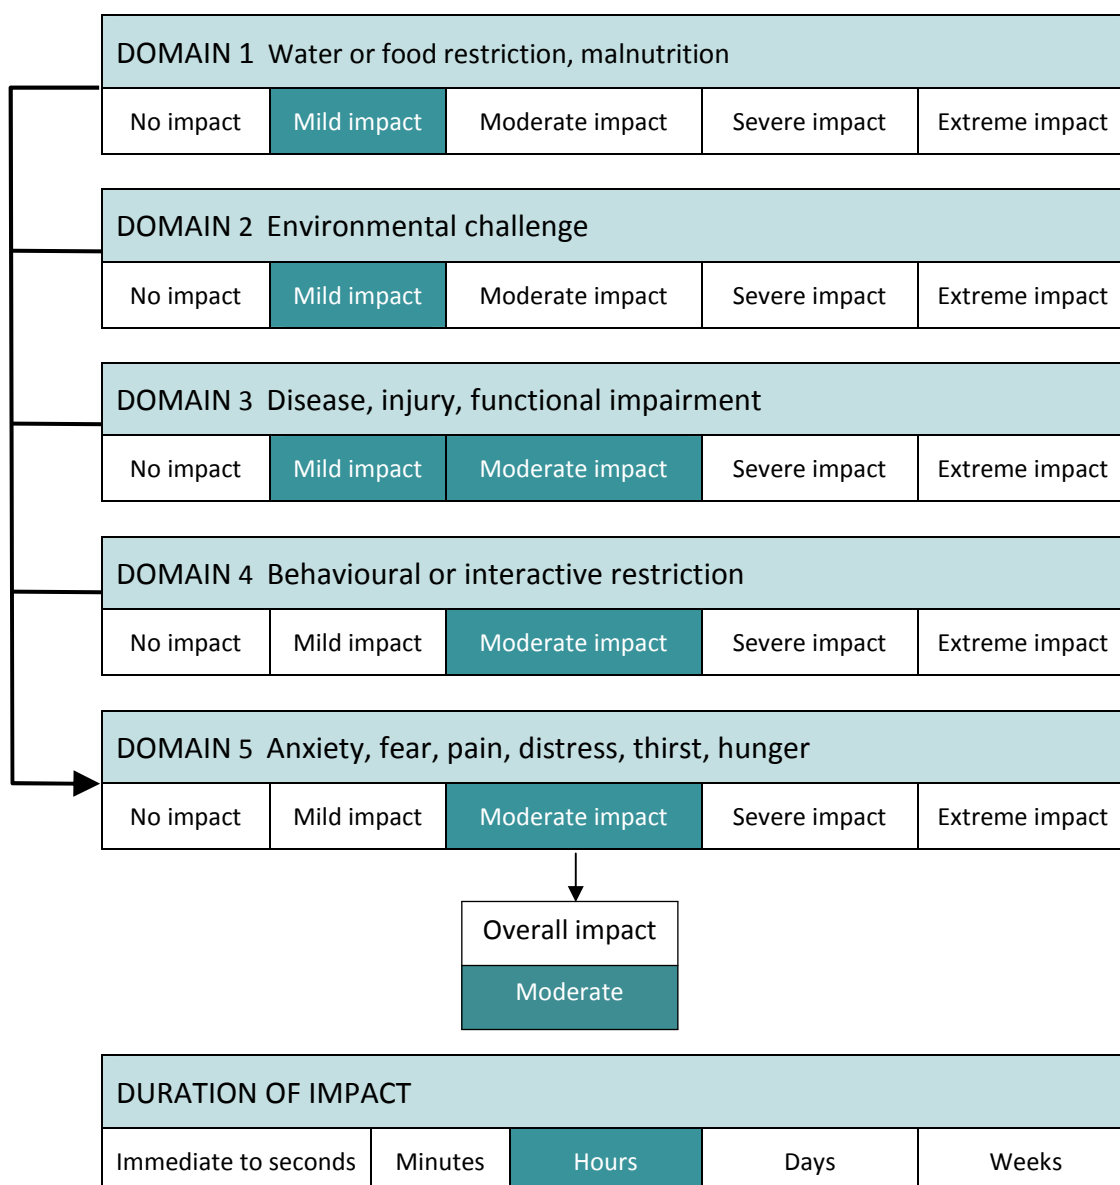 DOMAIN 1 Water or food restriction, malnutrition
No impact Mild impact Moderate impact Severe impact Extreme impact
DOMAIN 2 Environmental challenge
No impact Mild impact Moderate impact Severe impact Extreme impact
DOMAIN 3 Disease, injury, functional impairment
No impact Mild impact Moderate impact Severe impact Extreme impact
DOMAIN 4 Behavioural or interactive restriction
No impact Mild impact Moderate impact Severe impact Extreme impact
DOMAIN 5 Anxiety, fear, pain, distress, thirst, hunger
No impact Mild impact Moderate impact Severe impact Extreme impact
Overall impact
Moderate
DURATION OF IMPACT
Immediate to seconds Minutes Hours Days Weeks